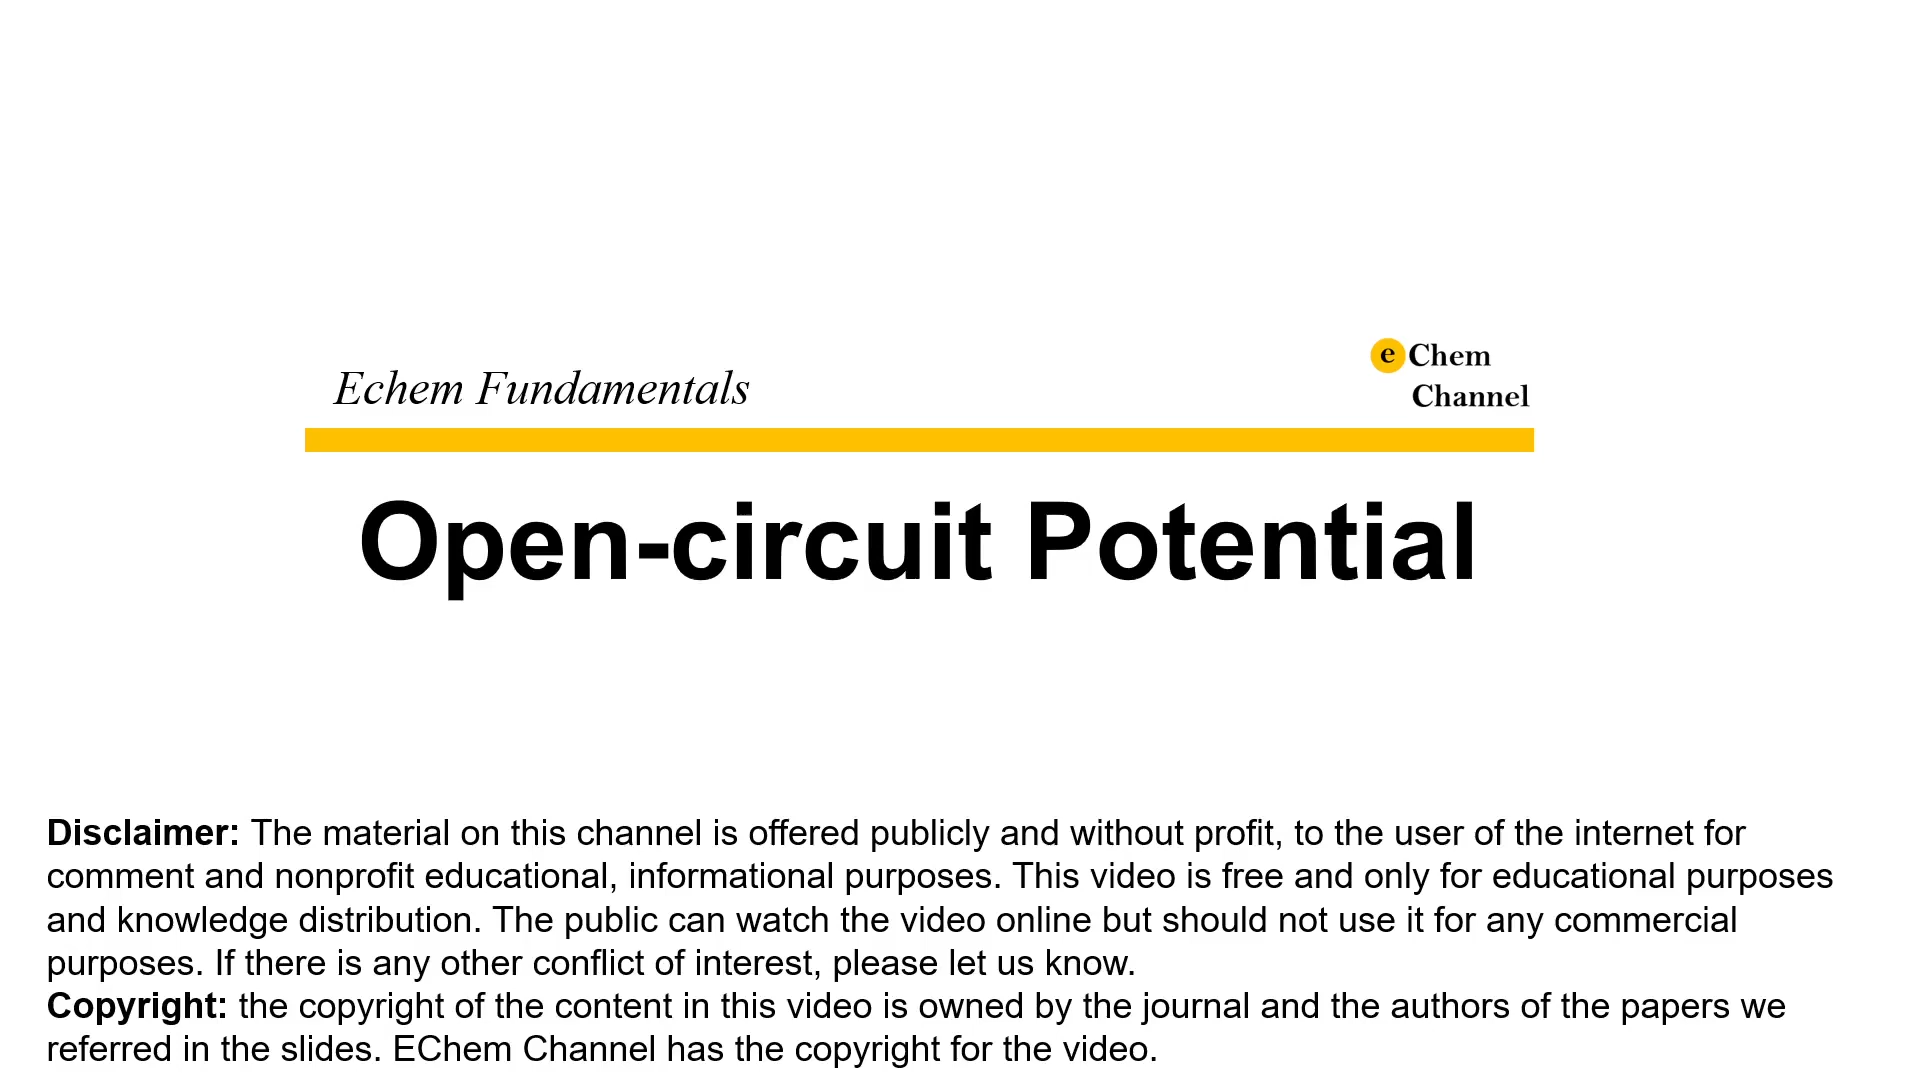 e Chem
Channel
Echem Fundamentals
Open-circuit Potential
Disclaimer: The material on this channel is offered publicly and without profit, to the user of the internet for
comment and nonprofit educational, informational purposes. This video is free and only for educational purposes
and knowledge distribution. The public can watch the video online but should not use it for any commercial
purposes. If there is any other conflict of interest, please let us know.
Copyright: the copyright of the content in this video is owned by the journal and the authors of the papers we
referred in the slides. EChem Channel has the copyright for the video.